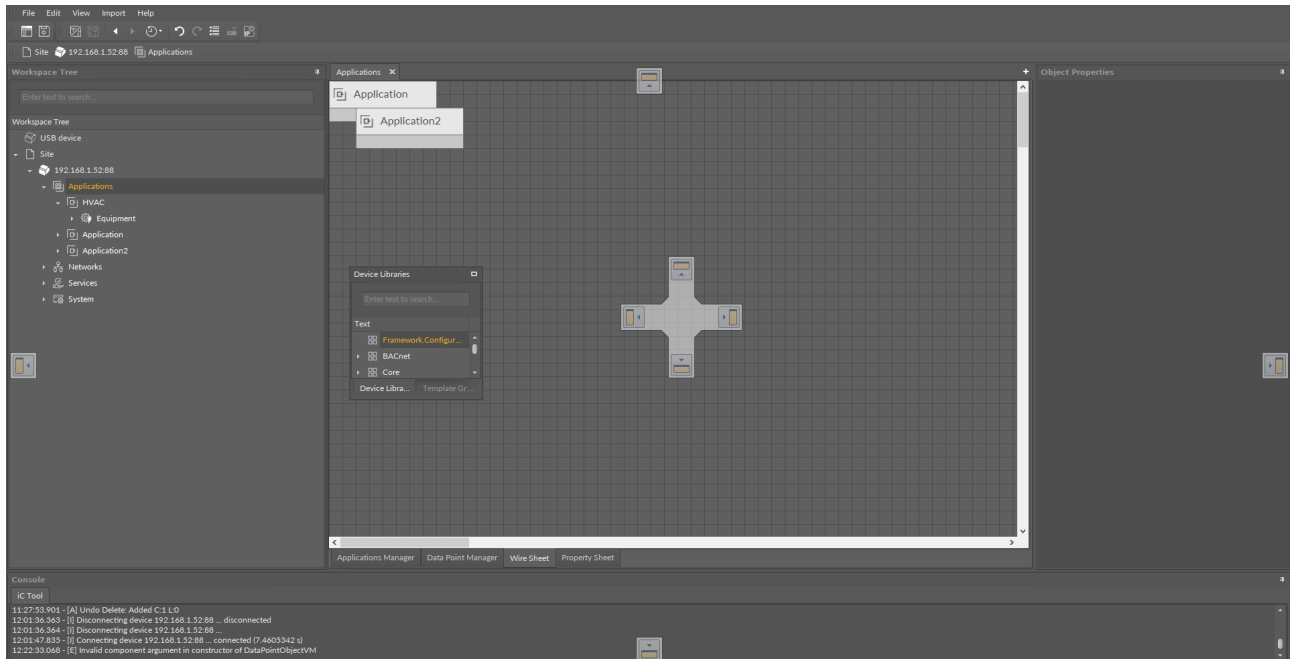 File Edit View Import Help
Site 192.168.1.52:88 Applications
Workspace Tree
Enter text to search...
Workspace Tree
USB device
Site
192.168.1.52:88
Applications
HVAC
Equipment
Application
Application2
Networks
Services
System
Applications
Application
Application2
Device Libraries
Enter text to search...
Text
Framework.Configur...
BACnet
Core
Device Libra... Template Gr...
Applications Manager Data Point Manager Wire Sheet Property Sheet
Object Properties
Console
iC Tool
11:27:53.901 - [A] Undo Delete: Added C:1 L:0
12:01:36.363 - [I] Disconnecting device 192.168.1.52:88 ... disconnected
12:01:36.364 - [I] Disconnecting device 192.168.1.52:88 ...
12:01:47.835 - [I] Connecting device 192.168.1.52:88 ... connected (7.4605342 s)
12:22:33.068 - [E] Invalid component argument in constructor of DataPointObjectVM